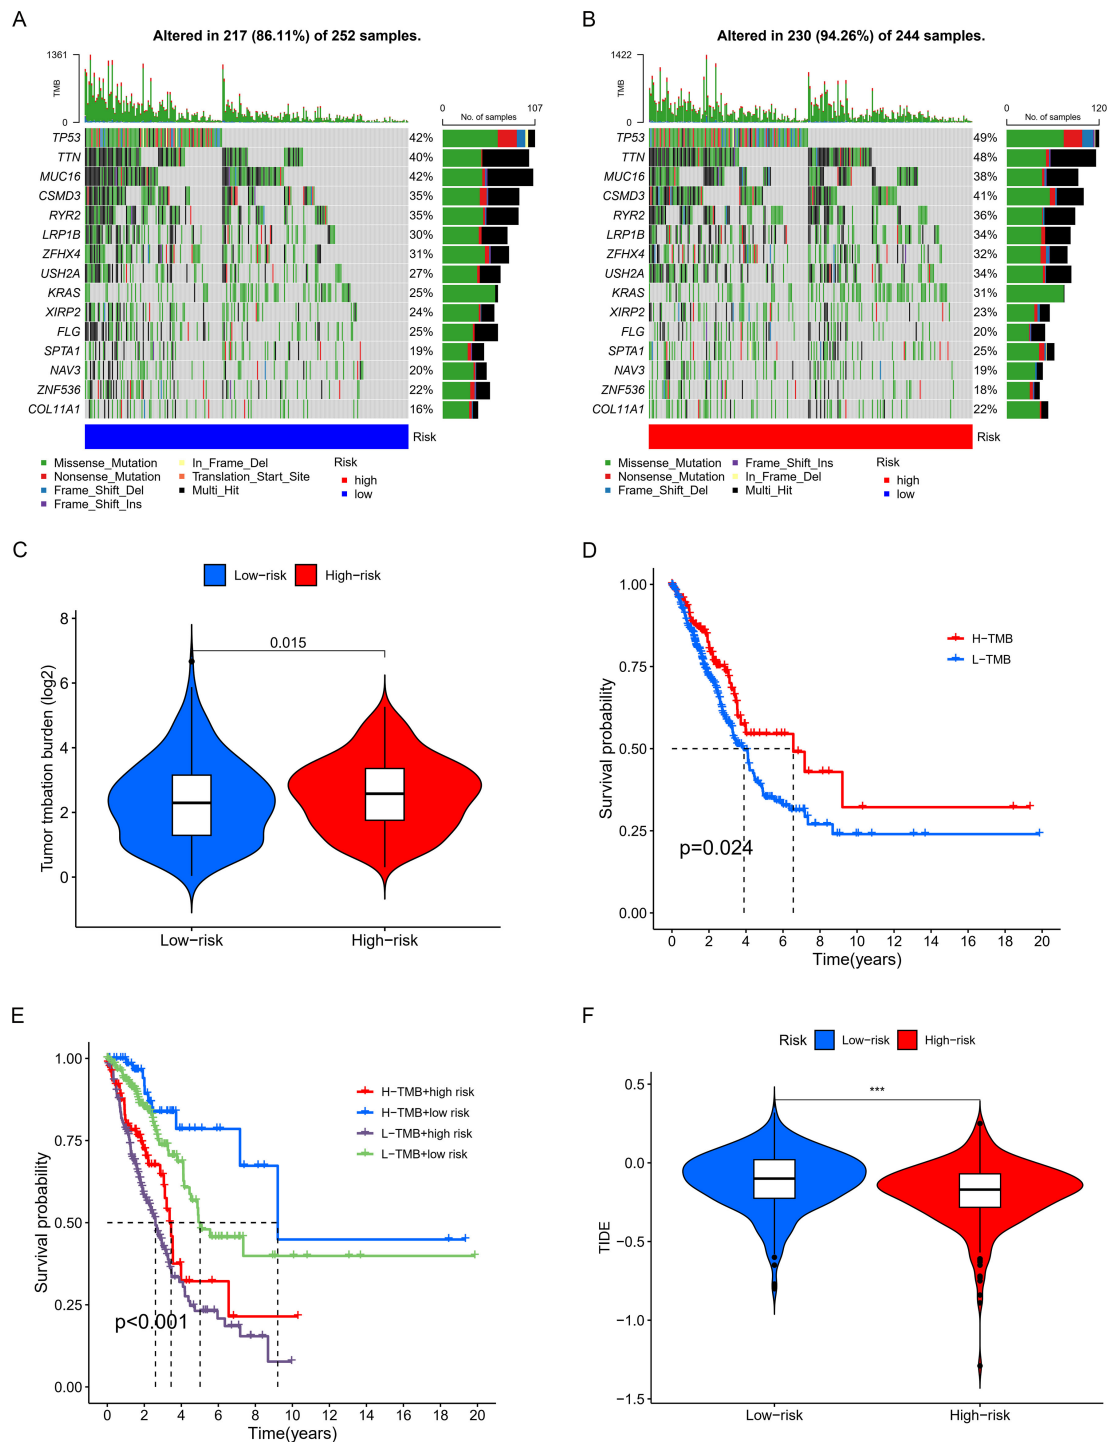 A
Altered in 217 (86.11%) of 252 samples.
1361
TMB
0
0 107
No. of samples
TP53 42%
TTN 40%
MUC16 42%
CSMD3 35%
RYR2 35%
LRP1B 30%
ZFHX4 31%
USH2A 27%
KRAS 25%
XIRP2 24%
FLG 25%
SPTA1 19%
NAV3 20%
ZNF536 22%
COL11A1 16%
Risk
Missense_Mutation
Nonsense_Mutation
Frame_Shift_Del
Frame_Shift_Ins
In_Frame_Del
Translation_Start_Site
Multi_Hit
Risk
high
low
B
Altered in 230 (94.26%) of 244 samples.
1422
TMB
0
0 120
No. of samples
TP53 49%
TTN 48%
MUC16 38%
CSMD3 41%
RYR2 36%
LRP1B 34%
ZFHX4 32%
USH2A 34%
KRAS 31%
XIRP2 23%
FLG 20%
SPTA1 25%
NAV3 19%
ZNF536 18%
COL11A1 22%
Risk
Missense_Mutation
Nonsense_Mutation
Frame_Shift_Del
Frame_Shift_Ins
In_Frame_Del
Multi_Hit
Risk
high
low
C
Low−risk High−risk
Tumor tmbation burden (log2)
8
6
4
2
0
0.015
Low−risk High−risk
D
Survival probability
1.00
0.75
0.50
0.25
0.00
H−TMB
L−TMB
p=0.024
0 2 4 6 8 10 12 14 16 18 20
Time(years)
E
Survival probability
1.00
0.75
0.50
0.25
0.00
H−TMB+high risk
H−TMB+low risk
L−TMB+high risk
L−TMB+low risk
p<0.001
0 2 4 6 8 10 12 14 16 18 20
Time(years)
F
Risk Low−risk High−risk
TIDE
0.5
0.0
−0.5
−1.0
−1.5
***
Low−risk High−risk